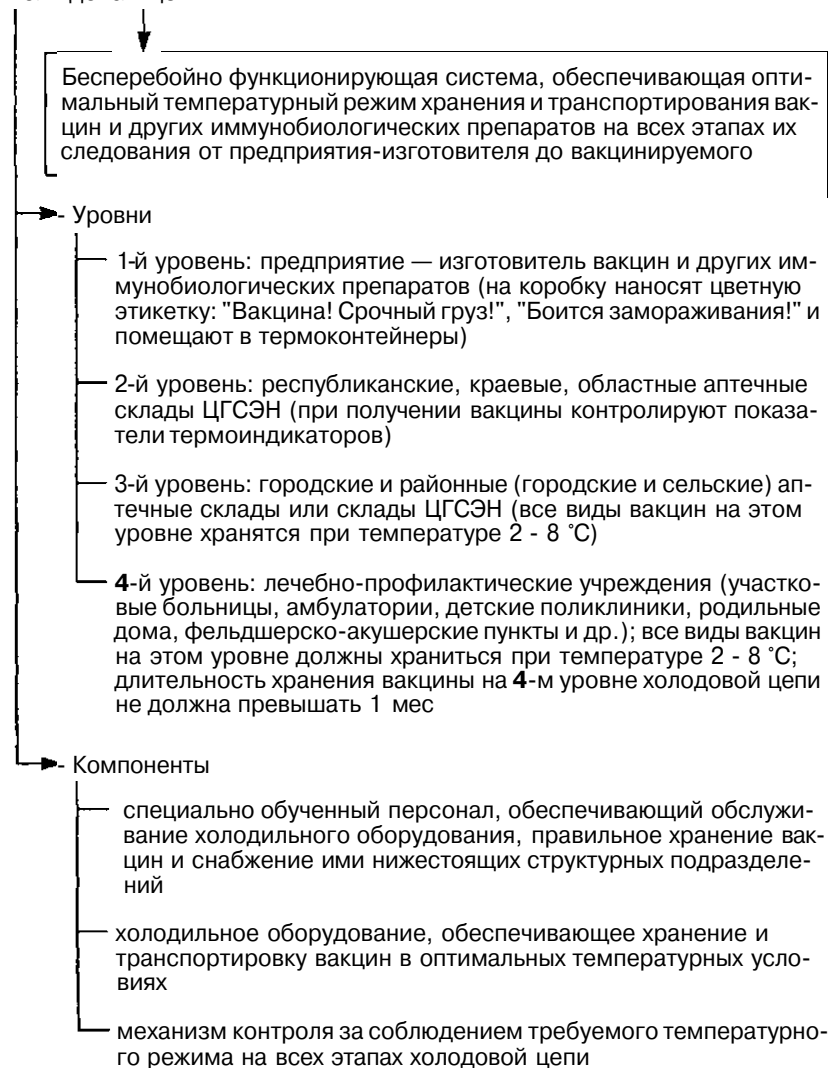 Бесперебойно функционирующая система, обеспечивающая опти-
мальный температурный режим хранения и транспортирования вак-
цин и других иммунобиологических препаратов на всех этапах их
следования от предприятия-изготовителя до вакцинируемого
- Уровни
1-й уровень: предприятие — изготовитель вакцин и других им-
мунобиологических препаратов (на коробку наносят цветную
этикетку: "Вакцина! Срочный груз!", "Боится замораживания!" и
помещают в термоконтейнеры)
2-й уровень: республиканские, краевые, областные аптечные
склады ЦГСЭН (при получении вакцины контролируют показа-
тели термоиндикаторов)
3-й уровень: городские и районные (городские и сельские) ап-
течные склады или склады ЦГСЭН (все виды вакцин на этом
уровне хранятся при температуре 2 - 8 °С)
4-й уровень: лечебно-профилактические учреждения (участко-
вые больницы, амбулатории, детские поликлиники, родильные
дома, фельдшерско-акушерские пункты и др.); все виды вакцин
на этом уровне должны храниться при температуре 2 - 8 °С;
длительность хранения вакцины на 4-м уровне холодовой цепи
не должна превышать 1 мес
- Компоненты
специально обученный персонал, обеспечивающий обслужи-
вание холодильного оборудования, правильное хранение вак-
цин и снабжение ими нижестоящих структурных подразделе-
ний
холодильное оборудование, обеспечивающее хранение и
транспортировку вакцин в оптимальных температурных усло-
виях
механизм контроля за соблюдением требуемого температурно-
го режима на всех этапах холодовой цепи